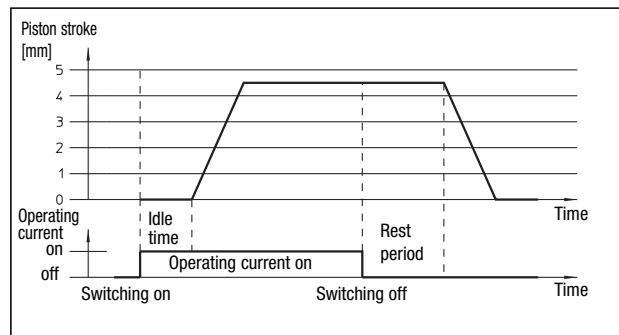 Piston stroke
[mm]
5
4
3
2
1
0
Time
Operating
current
on
off
Idle
time
Rest
period
Operating current on
Time
Switching on
Switching off